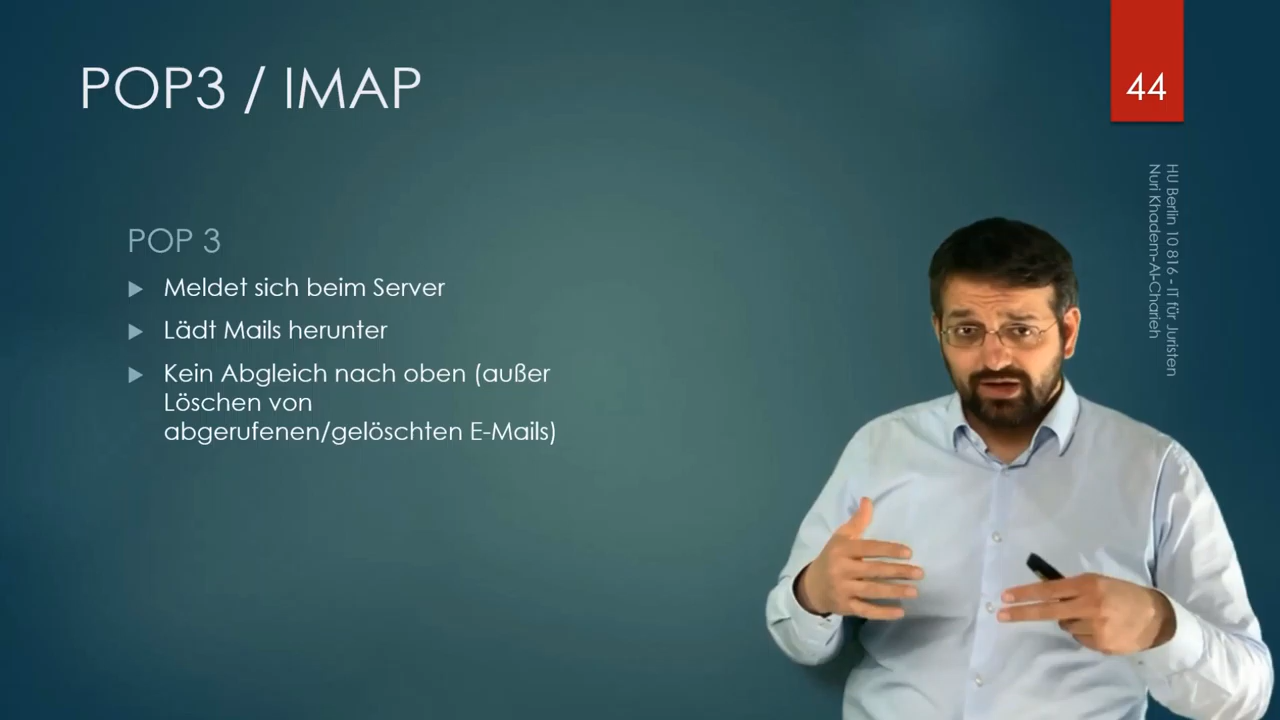 POP3 / IMAP
44
HU Berlin 10 816 - IT für Juristen
Nuri Khadem-Al-Charieh
POP 3
Meldet sich beim Server
Lädt Mails herunter
Kein Abgleich nach oben (außer
Löschen von
abgerufenen/gelöschten E-Mails)